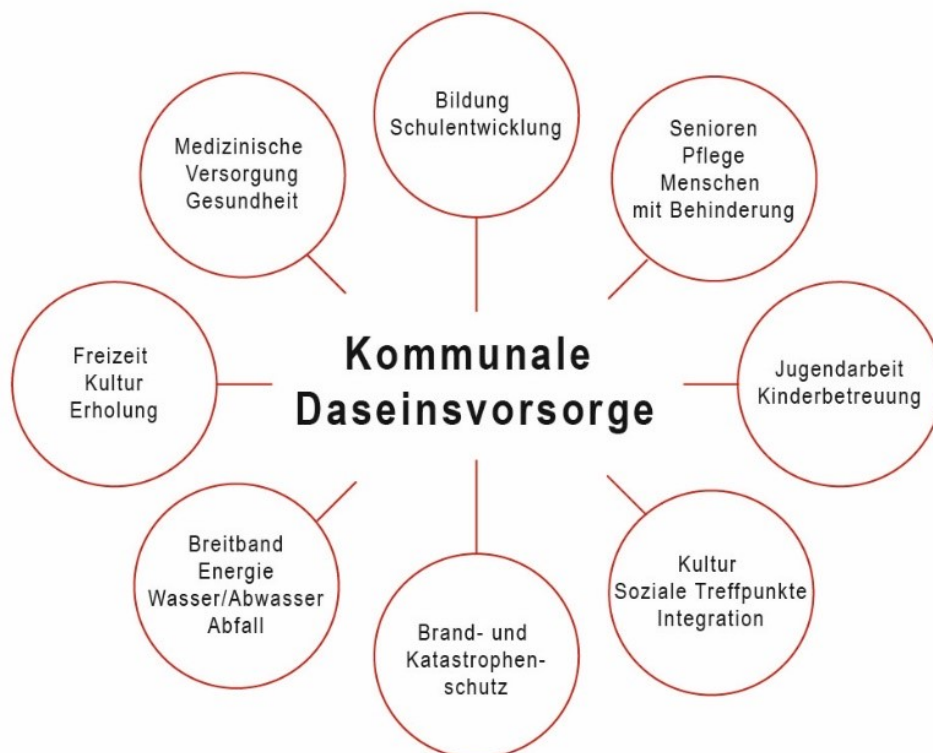 Bildung
Schulentwicklung
Senioren
Pflege
Menschen
mit Behinderung
Jugendarbeit
Kinderbetreuung
Kultur
Soziale Treffpunkte
Integration
Brand- und
Katastrophen-
schutz
Breitband
Energie
Wasser/Abwasser
Abfall
Freizeit
Kultur
Erholung
Medizinische
Versorgung
Gesundheit
Kommunale
Daseinsvorsorge